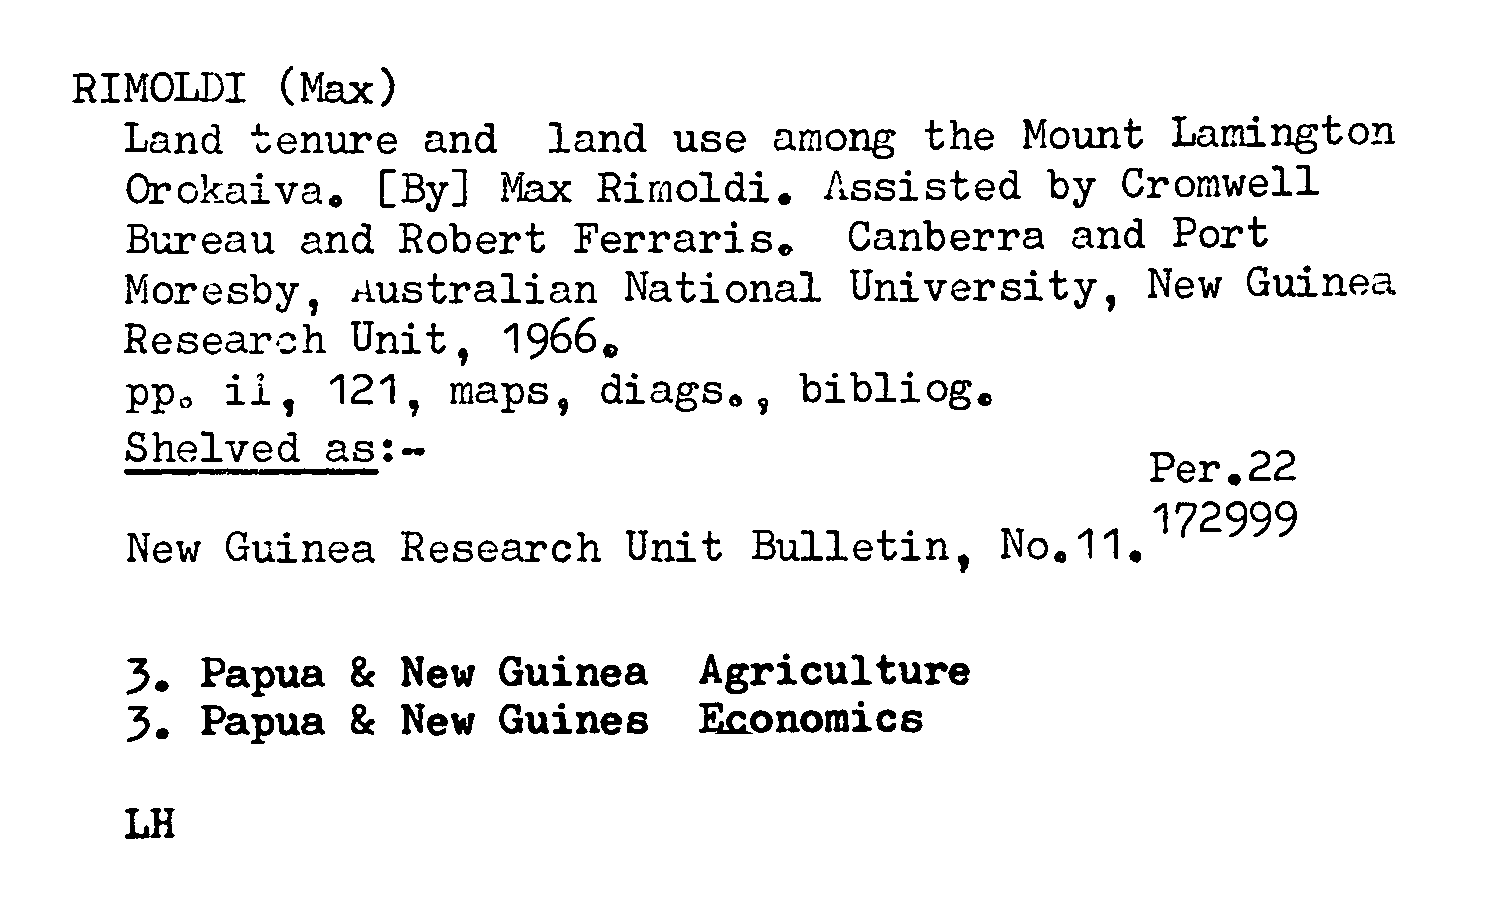 RIMOLDI (Max)
Land tenure and land use among the Mount Lamington
Orokaiva. [By] Max Rimoldi. Assisted by Cromwell
Bureau and Robert Ferraris. Canberra and Port
Moresby, Australian National University, New Guinea
Research Unit, 1966.
pp. ii, 121, maps, diags., bibliog.
Shelved as:-
Per.22
172999
New Guinea Research Unit Bulletin, No.11.
3. Papua & New Guinea Agriculture
3. Papua & New Guines Economics
LH